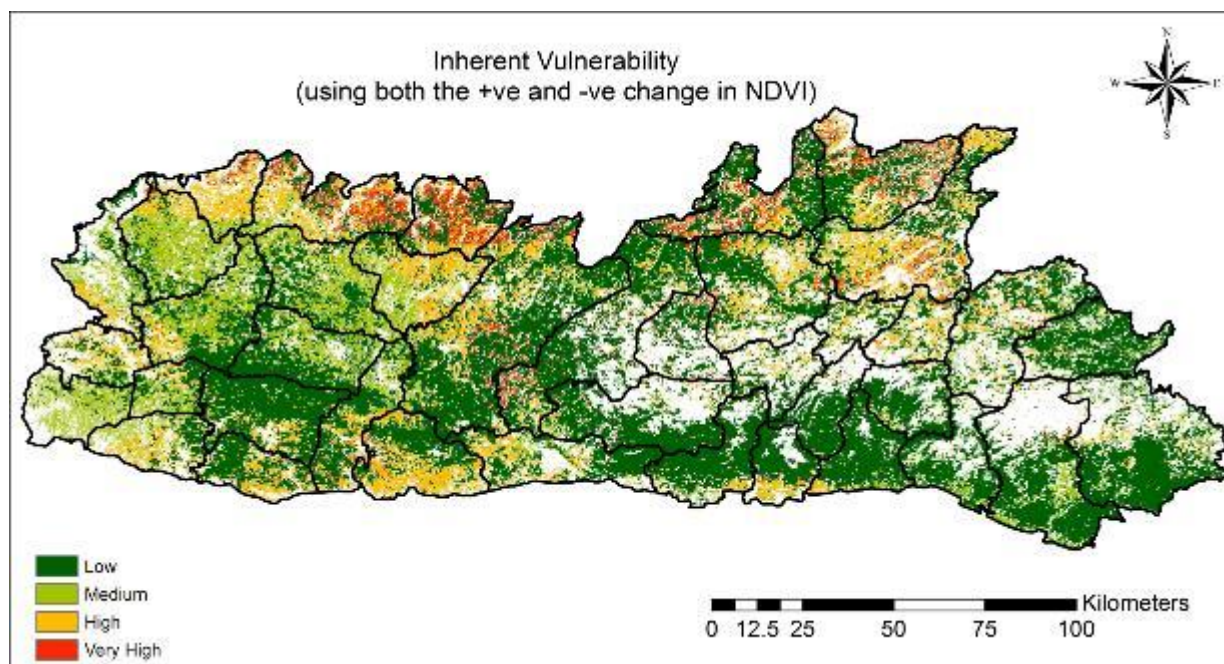 Inherent Vulnerability
(using both the +ve and -ve change in NDVI)
N
W
E
S
Low
Medium
High
Very High
Kilometers
0 12.5 25 50 75 100